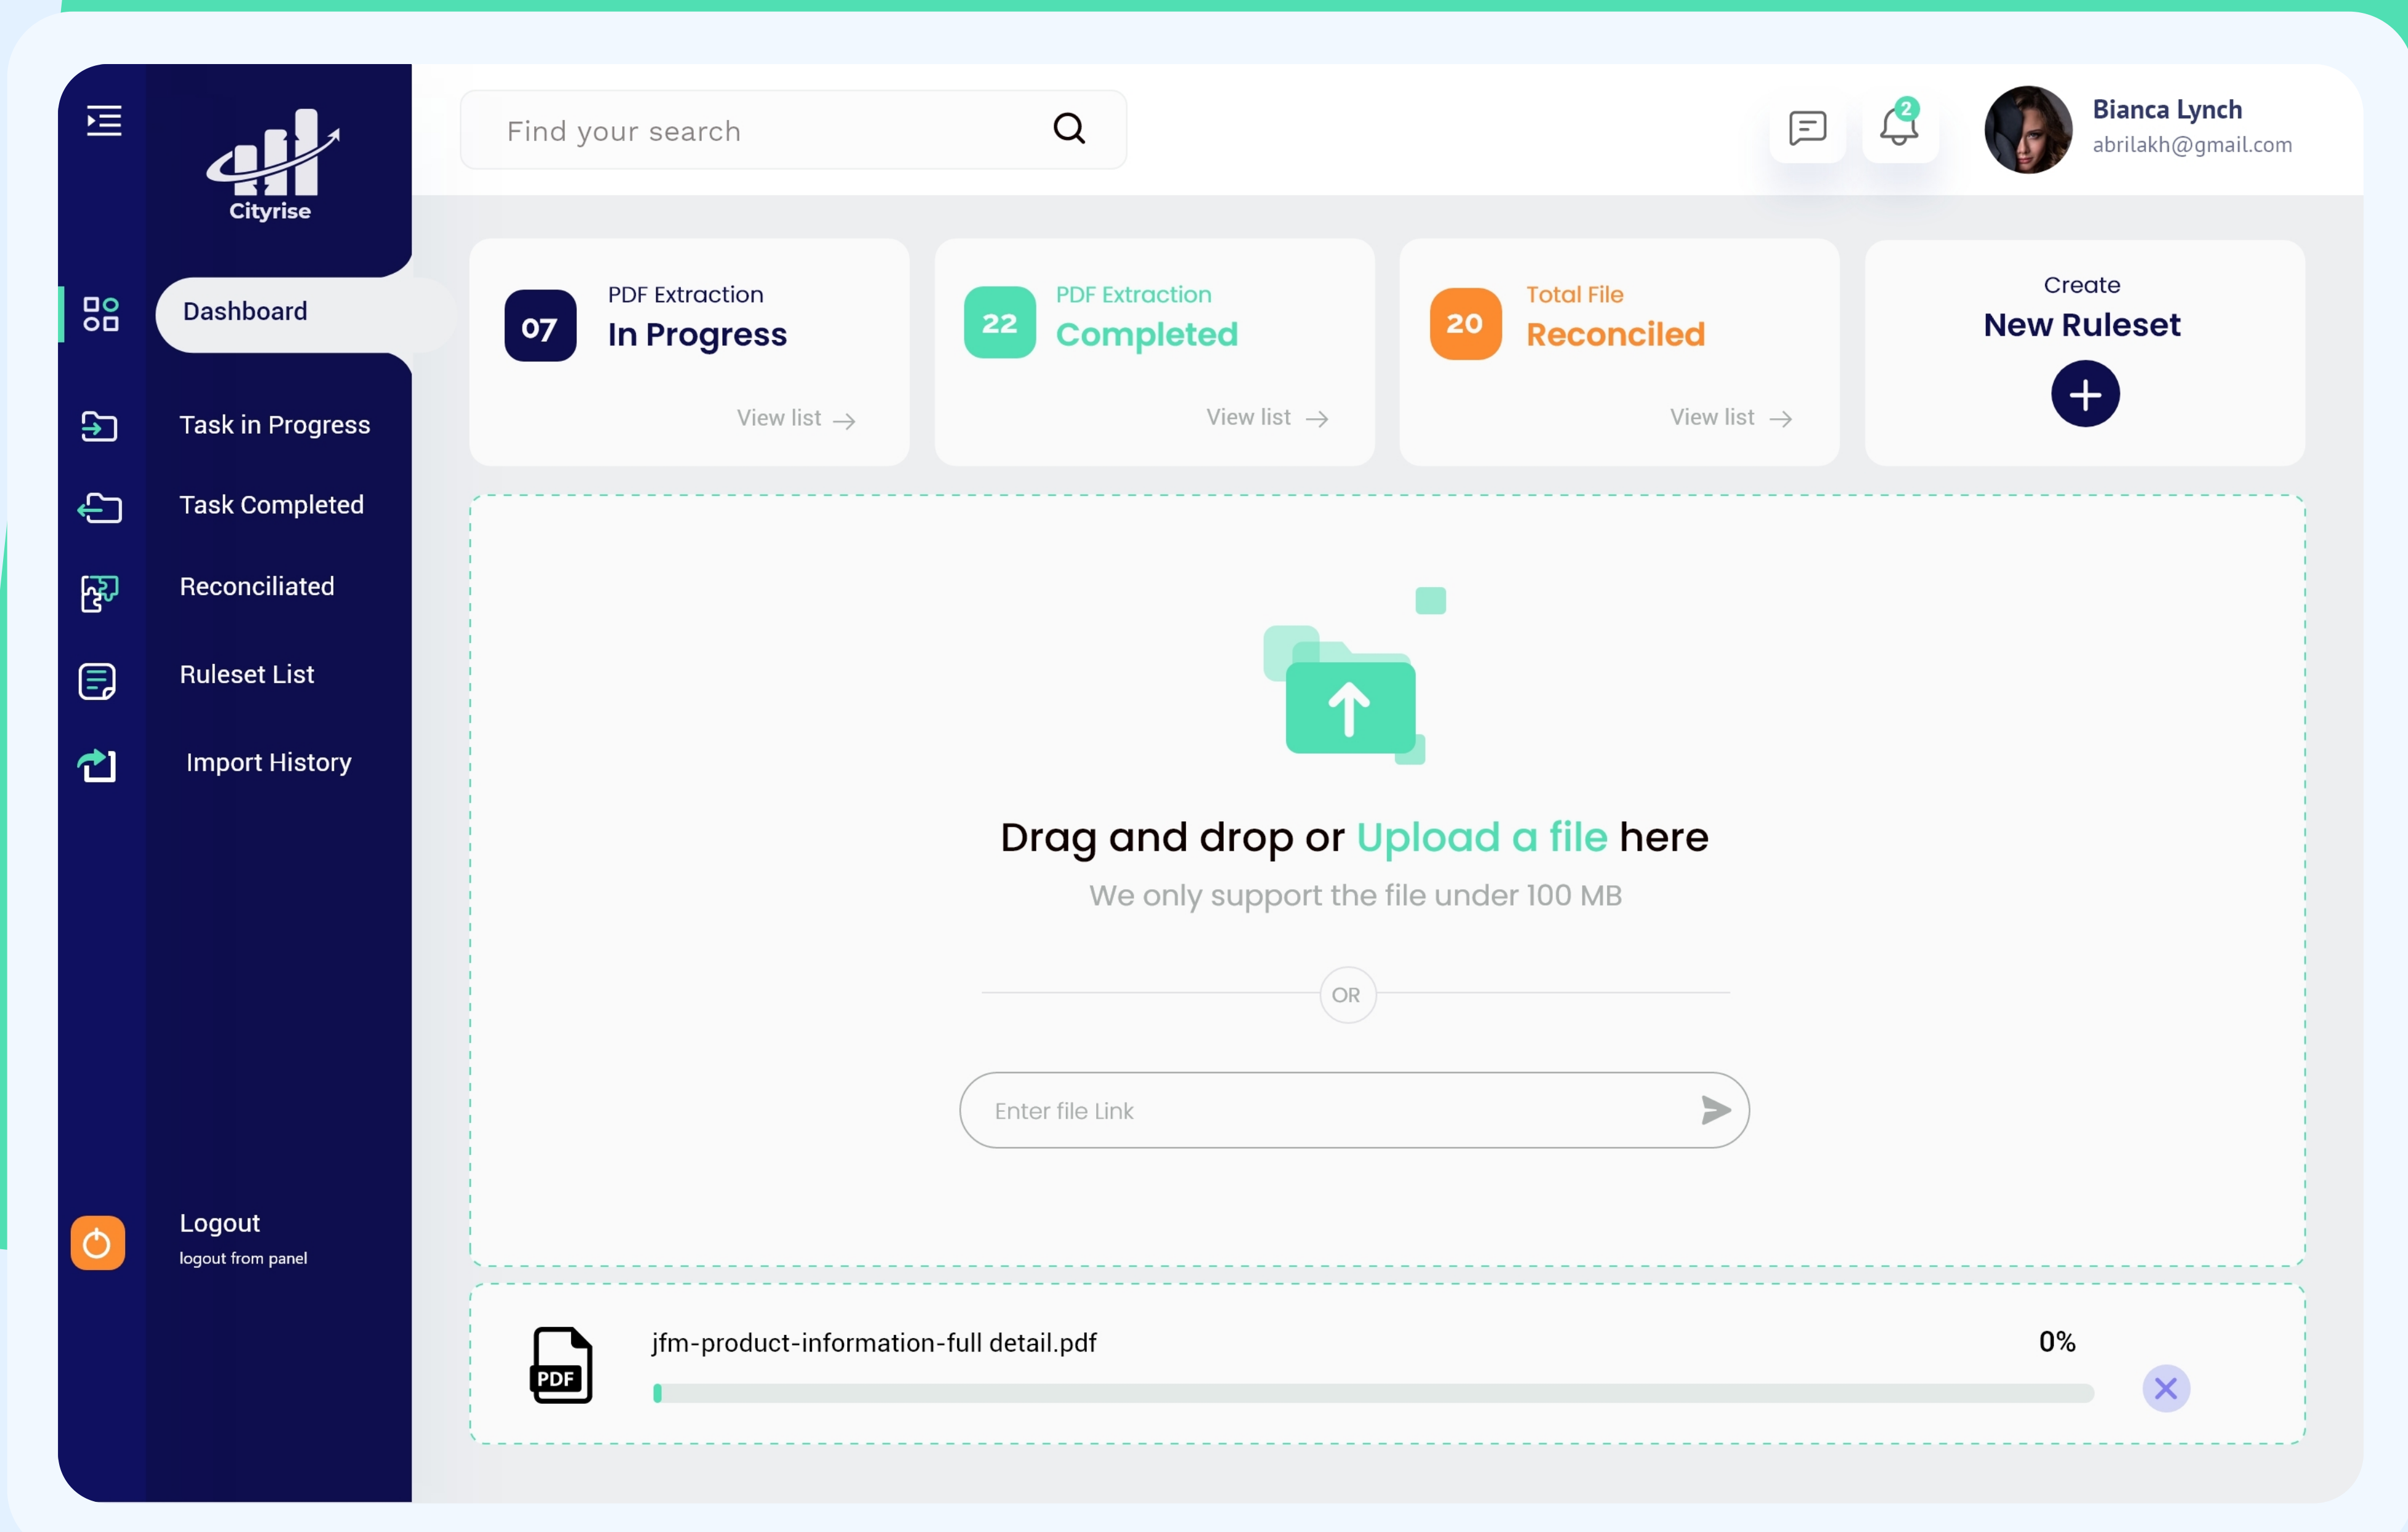 Cityrise
Dashboard
Task in Progress
Task Completed
Reconciliated
Ruleset List
Import History
Logout
logout from panel
Find your search
2
Bianca Lynch
abrilakh@gmail.com
07
PDF Extraction
In Progress
View list
22
PDF Extraction
Completed
View list
20
Total File
Reconciled
View list
Create
New Ruleset
Drag and drop or Upload a file here
We only support the file under 100 MB
OR
Enter file Link
PDF
jfm-product-information-full detail.pdf
0%